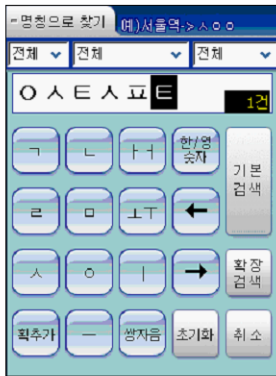 명칭으로 찾기 예)서울역->ㅅㅇㅇ
전체 전체 전체
ㅇㅅㅌㅅㅍㅌ
1건
ㄱ ㄴ ㅏㅓ 한/영 숫자 기본 검색
ㄹ ㅁ ㅗㅜ ←
ㅅ ㅇ ㅣ → 확장 검색
획추가 ㅡ 쌍자음 초기화 취소